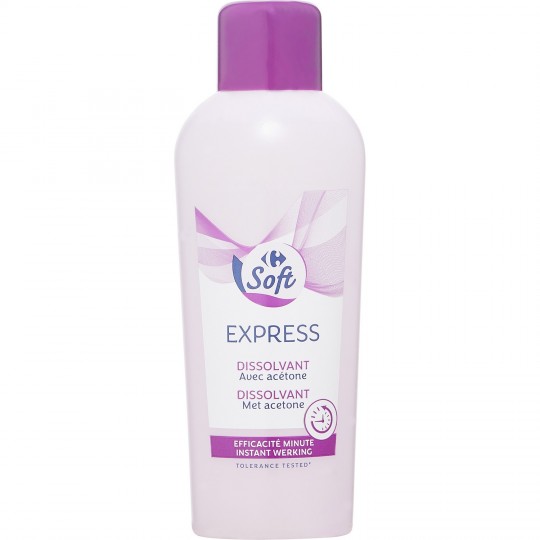 Soft
EXPRESS
DISSOLVANT
Avec acétone
DISSOLVANT
Met acetone
EFFICACITÉ MINUTE
INSTANT WERKING
TOLERANCE TESTED*